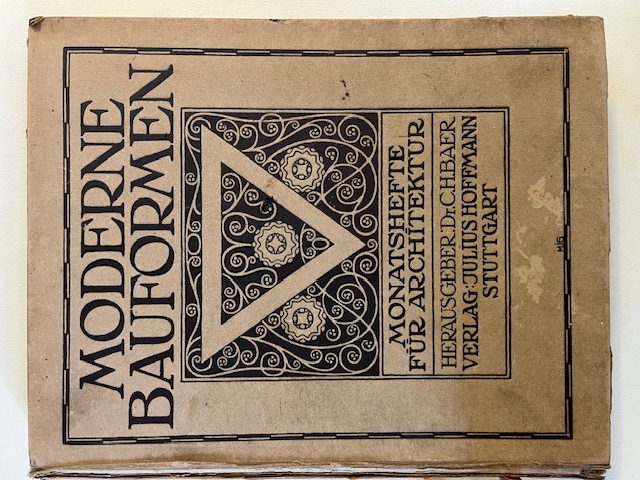 MODERNE
BAUFORMEN
MONATSHEFTE
FÜR ARCHITEKTUR
HERAUSGEBER: Dr. C.H.BAER
VERLAG: JULIUS HOFFMANN
STUTTGART